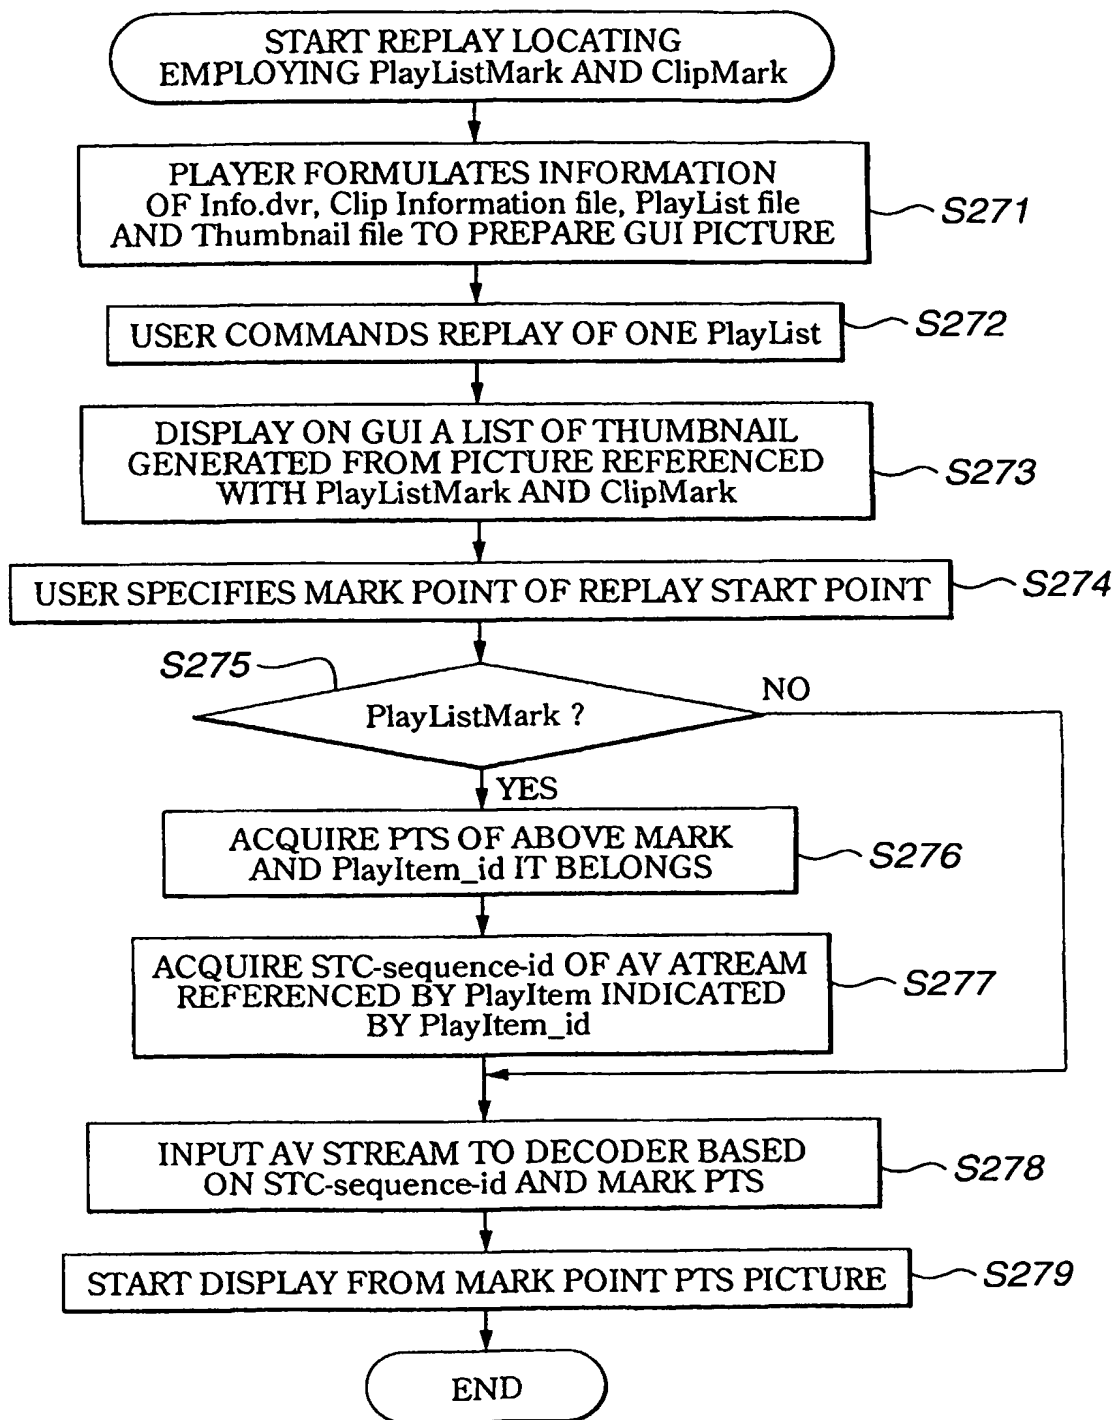 START REPLAY LOCATING
EMPLOYING PlayListMark AND ClipMark
PLAYER FORMULATES INFORMATION
OF Info.dvr, Clip Information file, PlayList file
AND Thumbnail file TO PREPARE GUI PICTURE
S271
USER COMMANDS REPLAY OF ONE PlayList
S272
DISPLAY ON GUI A LIST OF THUMBNAIL
GENERATED FROM PICTURE REFERENCED
WITH PlayListMark AND ClipMark
S273
USER SPECIFIES MARK POINT OF REPLAY START POINT
S274
S275
PlayListMark ?
NO
YES
ACQUIRE PTS OF ABOVE MARK
AND PlayItem_id IT BELONGS
S276
ACQUIRE STC-sequence-id OF AV ATREAM
REFERENCED BY PlayItem INDICATED
BY PlayItem_id
S277
INPUT AV STREAM TO DECODER BASED
ON STC-sequence-id AND MARK PTS
S278
START DISPLAY FROM MARK POINT PTS PICTURE
S279
END